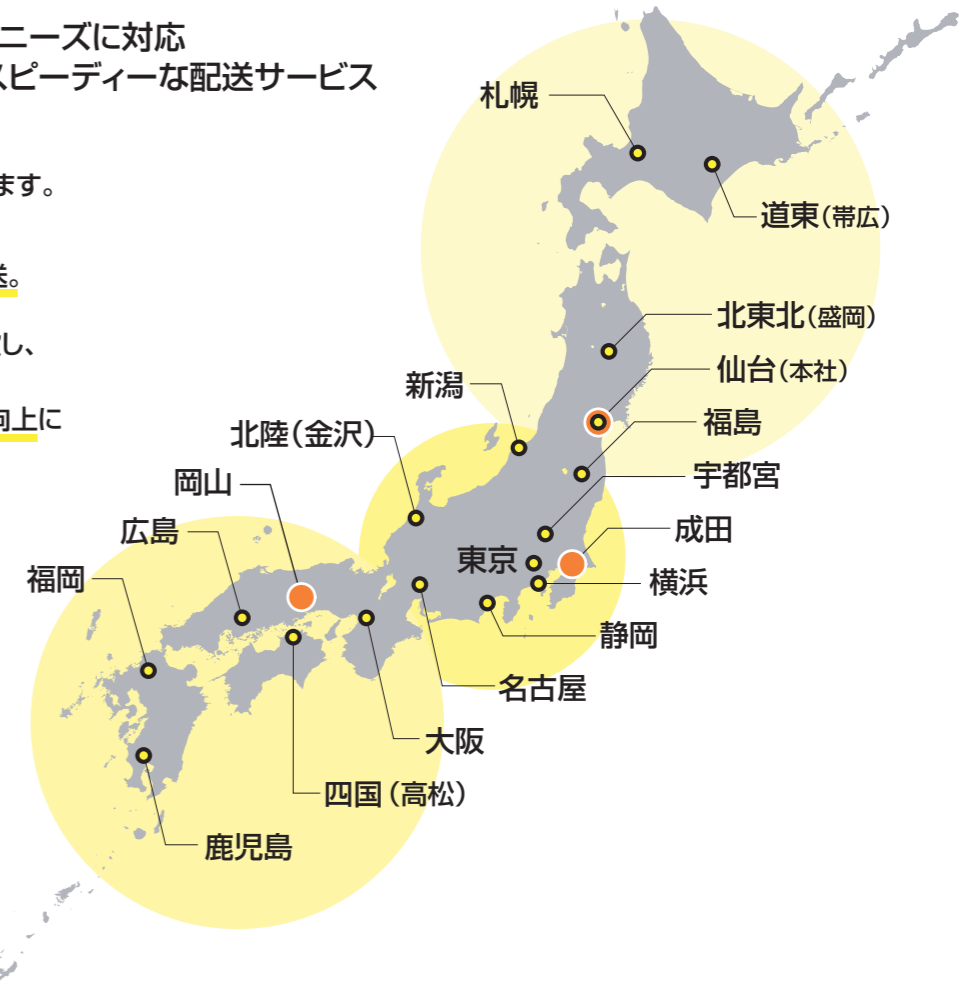 ニーズに対応
スピーディーな配送サービス
ます。
送。
し、
向上に
札幌
道東(帯広)
北東北(盛岡)
仙台(本社)
新潟
福島
北陸(金沢)
宇都宮
岡山
成田
広島
東京
福岡
横浜
静岡
名古屋
大阪
四国(高松)
鹿児島